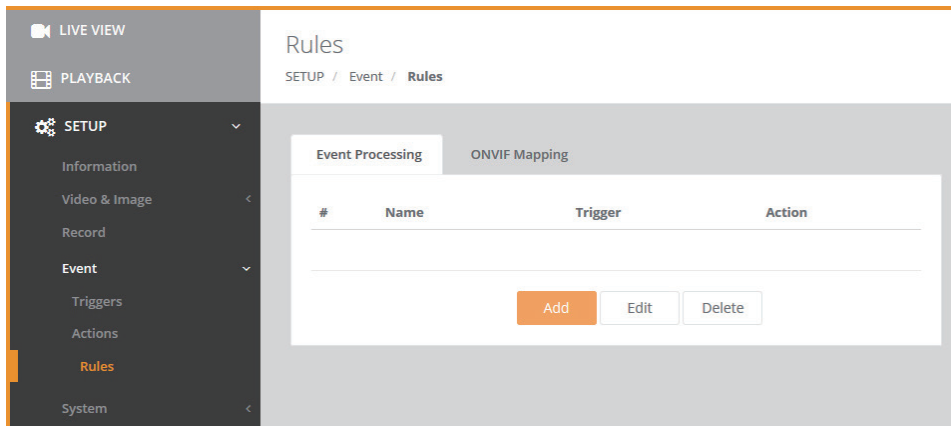 LIVE VIEW
PLAYBACK
SETUP
Information
Video & Image
Record
Event
Triggers
Actions
Rules
System
Rules
SETUP / Event / Rules
Event Processing ONVIF Mapping
# Name Trigger Action
Add Edit Delete